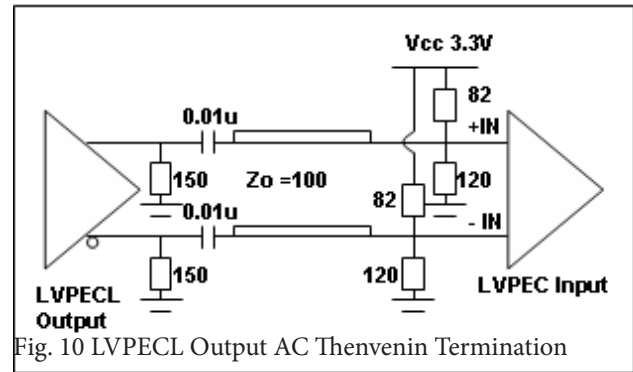 Vcc 3.3V
82
0.01u
+IN
150
Zo =100
120
0.01u
82
- IN
150
120
LVPECL
Output
LVPEC Input
Fig. 10 LVPECL Output AC Thenvenin Termination